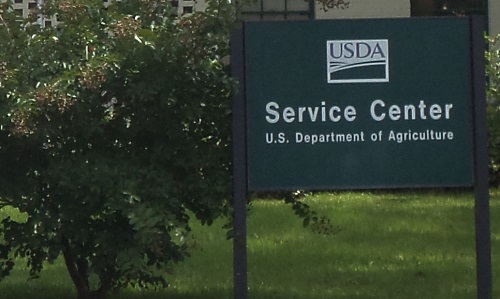 USDA
Service Center
U.S. Department of Agriculture